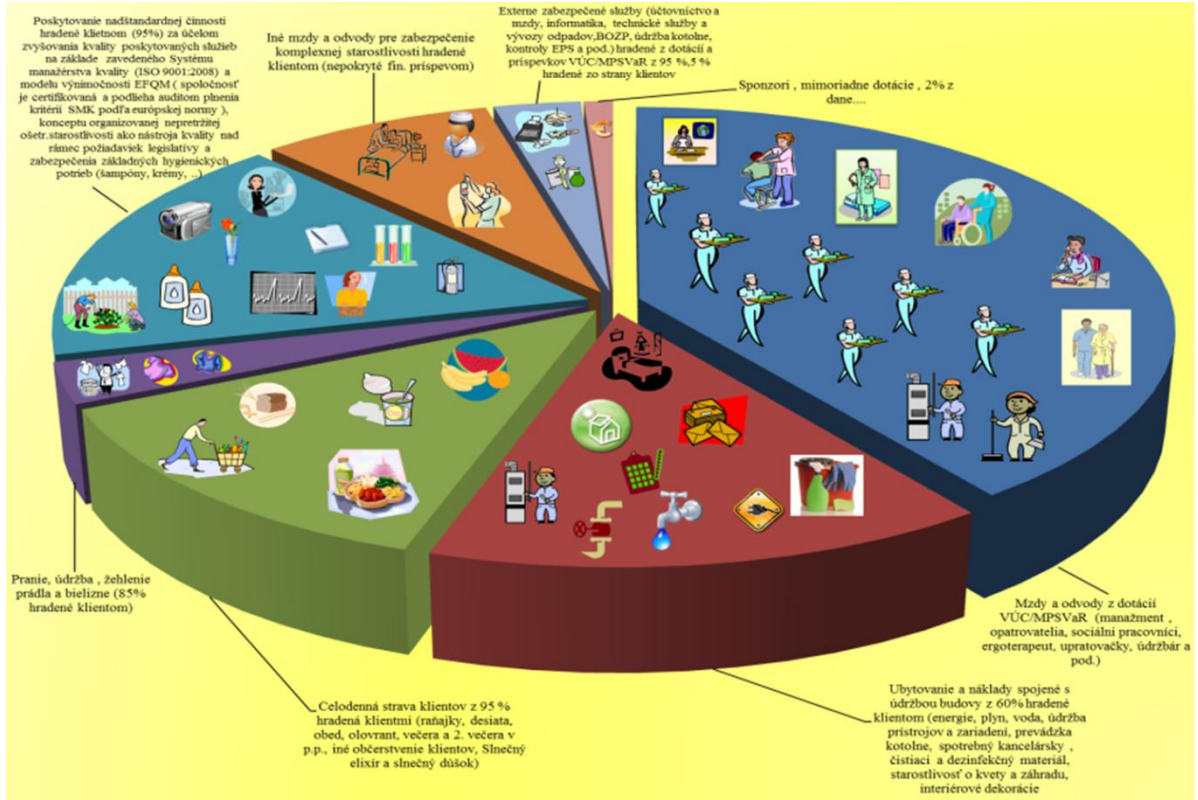 Poskytovanie nadštandardnej činnosti
hradené klietnom (95%) za účelom
zvyšovania kvality poskytovaných služieb
na základe zavedeného Systému
manažérstva kvality (ISO 9001:2008) a
modelu výnimočnosti EFQM ( spoločnosť
je certifikovaná a podlieha auditom plnenia
kritérií SMK podľa európskej normy ),
konceptu organizovanej nepretržitej
ošetr.starostlivosti ako nástroja kvality nad
rámec požiadaviek legislatívy a
zabezpečenia základných hygienických
potrieb (šampóny, krémy, ..)
Iné mzdy a odvody pre zabezpečenie
komplexnej starostlivosti hradené
klientom (nepokryté fin. príspevom)
Externe zabezpečené služby (účtovníctvo a
mzdy, informatika, technické služby a
vývozy odpadov,BOZP, údržba kotolne,
kontroly EPS a pod.) hradené z dotácií a
príspevkov VÚC/MPSVaR z 95 %,5 %
hradené zo strany klientov
Sponzori , mimoriadne dotácie , 2% z
dane....
Pranie, údržba , žehlenie
prádla a bielizne (85%
hradené klientom)
Celodenná strava klientov z 95 %
hradená klientmi (raňajky, desiata,
obed, olovrant, večera a 2. večera v
p.p., iné občerstvenie klientov, Slnečný
elixír a slnečný dúšok)
Mzdy a odvody z dotácií
VÚC/MPSVaR (manažment ,
opatrovatelia, sociálni pracovníci,
ergoterapeut, upratovačky, údržbár a
pod.)
Ubytovanie a náklady spojené s
údržbou budovy z 60% hradené
klientom (energie, plyn, voda, údržba
prístrojov a zariadení, prevádzka
kotolne, spotrebný kancelársky ,
čistiaci a dezinfekčný materiál,
starostlivosť o kvety a záhradu,
interiérové dekorácie